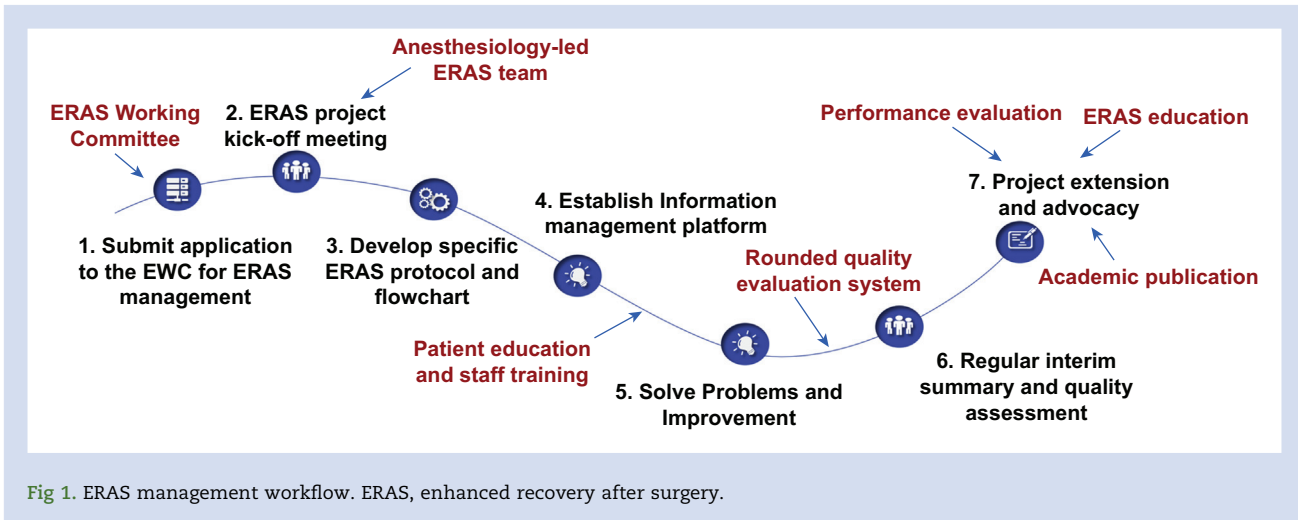 ERAS Working
Committee
1. Submit application
to the EWC for ERAS
management
Anesthesiology-led
ERAS team
2. ERAS project
kick-off meeting
3. Develop specific
ERAS protocol and
flowchart
4. Establish Information
management platform
Patient education
and staff training
5. Solve Problems and
Improvement
Rounded quality
evaluation system
6. Regular interim
summary and quality
assessment
Performance evaluation
ERAS education
7. Project extension
and advocacy
Academic publication
Fig 1. ERAS management workflow. ERAS, enhanced recovery after surgery.